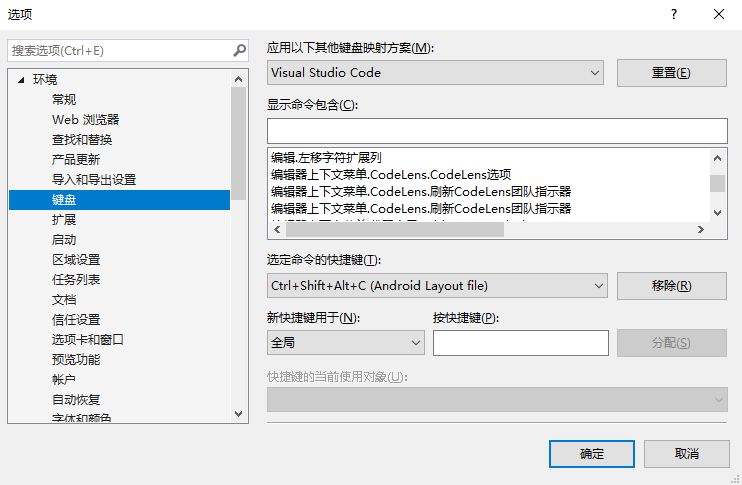 选项
搜索选项(Ctrl+E)
环境
常规
Web 浏览器
查找和替换
产品更新
导入和导出设置
键盘
扩展
启动
区域设置
任务列表
文档
信任设置
选项卡和窗口
预览功能
帐户
自动恢复
字体和颜色
应用以下其他键盘映射方案(M):
Visual Studio Code
重置(E)
显示命令包含(C):
编辑.左移字符扩展列
编辑器上下文菜单.CodeLens.CodeLens选项
编辑器上下文菜单.CodeLens.刷新CodeLens团队指示器
编辑器上下文菜单.CodeLens.刷新CodeLens团队指示器
选定命令的快捷键(T):
Ctrl+Shift+Alt+C (Android Layout file)
移除(R)
新快捷键用于(N):
按快捷键(P):
全局
分配(S)
快捷键的当前使用对象(U):
确定
取消